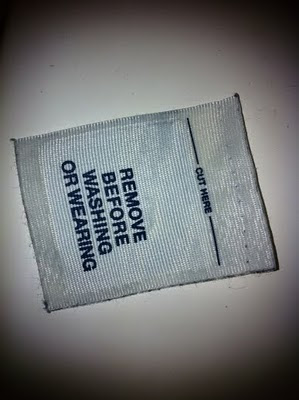 CUT HERE
REMOVE
BEFORE
WASHING
OR WEARING